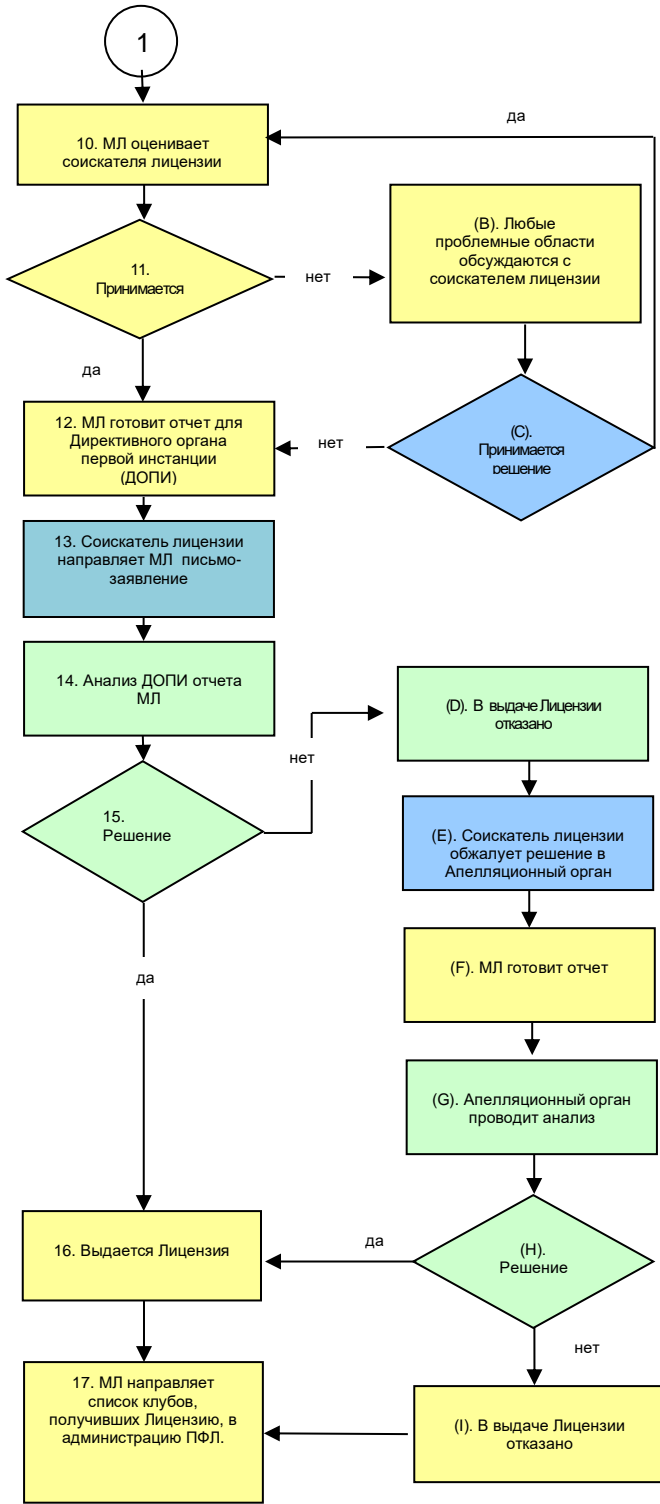 1
10. МЛ оценивает
соискателя лицензии
да
(B). Любые
проблемные области
обсуждаются с
соискателем лицензии
11.
Принимается
нет
да
12. МЛ готовит отчет для
Директивного органа
первой инстанции
(ДОПИ)
нет
(C).
Принимается
решение
13. Соискатель лицензии
направляет МЛ письмо-
заявление
14. Анализ ДОПИ отчета
МЛ
(D). В выдаче Лицензии
отказано
нет
15.
Решение
(E). Соискатель лицензии
обжалует решение в
Апелляционный орган
(F). МЛ готовит отчет
да
(G). Апелляционный орган
проводит анализ
16. Выдается Лицензия
да
(H).
Решение
нет
17. МЛ направляет
список клубов,
получивших Лицензию, в
администрацию ПФЛ.
(I). В выдаче Лицензии
отказано